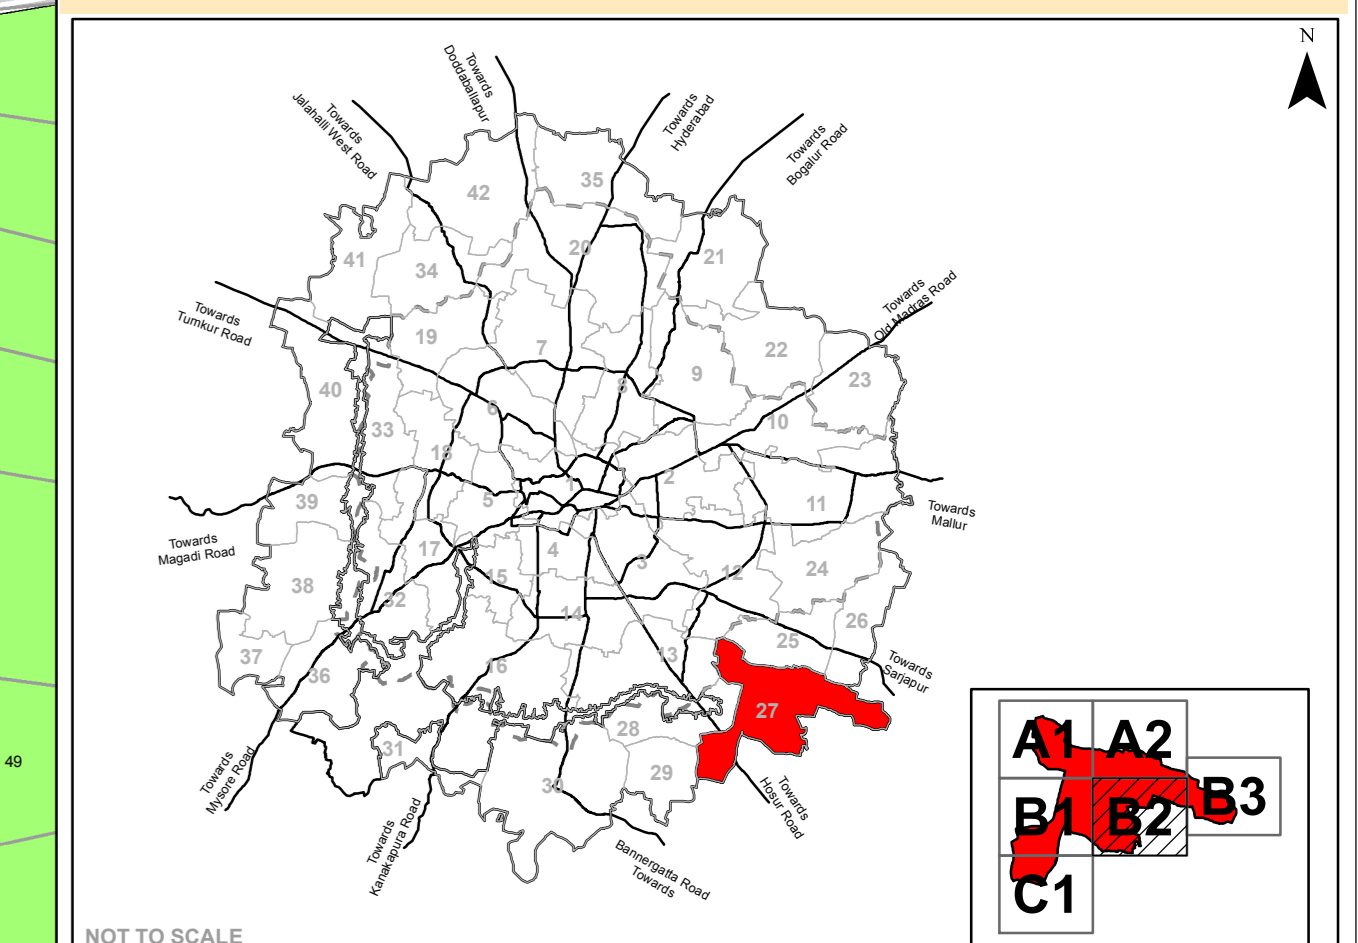 N
Towards
Doddaballapur
Towards
Jalahalli West Road
Towards
Hyderabad
Towards
Bogalur Road
42
35
20
21
41
34
Towards
Old Madras Road
Towards
Tumkur Road
19
7
22
9
23
40
8
6
10
33
18
1
2
5
11
39
Towards
Mallur
Towards
Magadi Road
17
4
3
15
12
24
38
32
14
26
25
37
36
16
13
Towards
Sarjapur
27
28
31
29
30
49
Towards
Mysore Road
Towards
Kanakapura Road
Towards
Hosur Road
Bannergatta Road
Towards
A1
A2
B1
B2
B3
C1
NOT TO SCALE